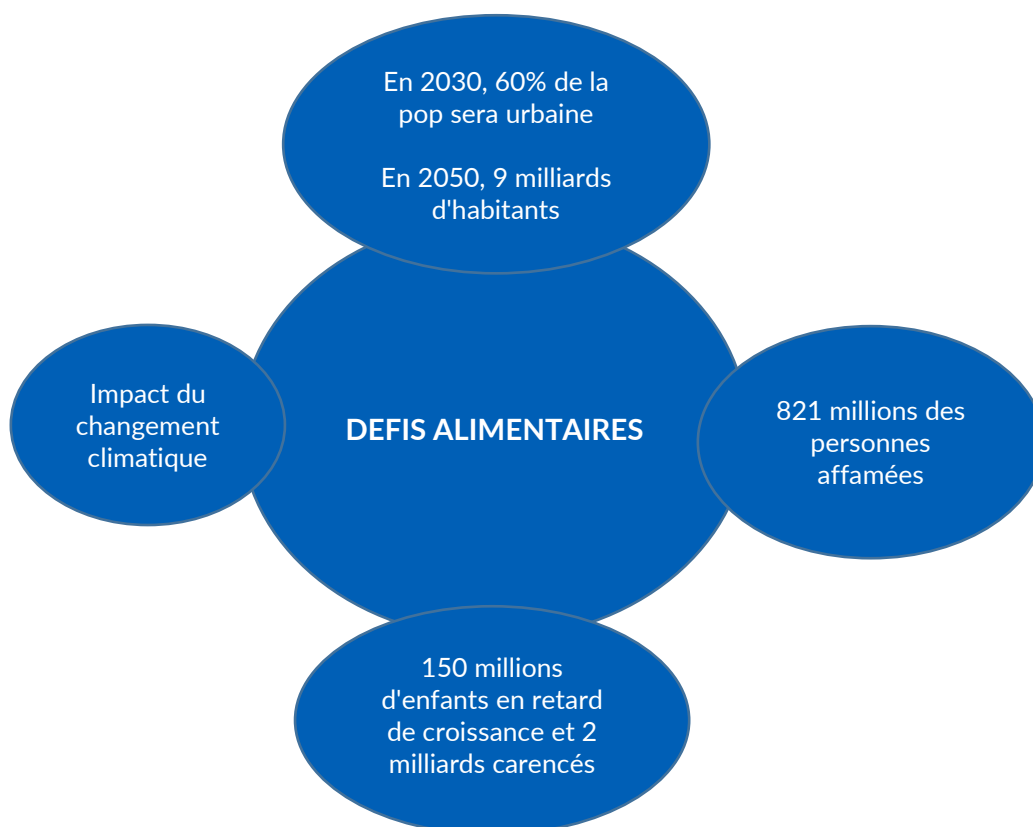 En 2030, 60% de la
pop sera urbaine
En 2050, 9 milliards
d'habitants
Impact du
changement
climatique
DEFIS ALIMENTAIRES
821 millions des
personnes
affamées
150 millions
d'enfants en retard
de croissance et 2
milliards carencés